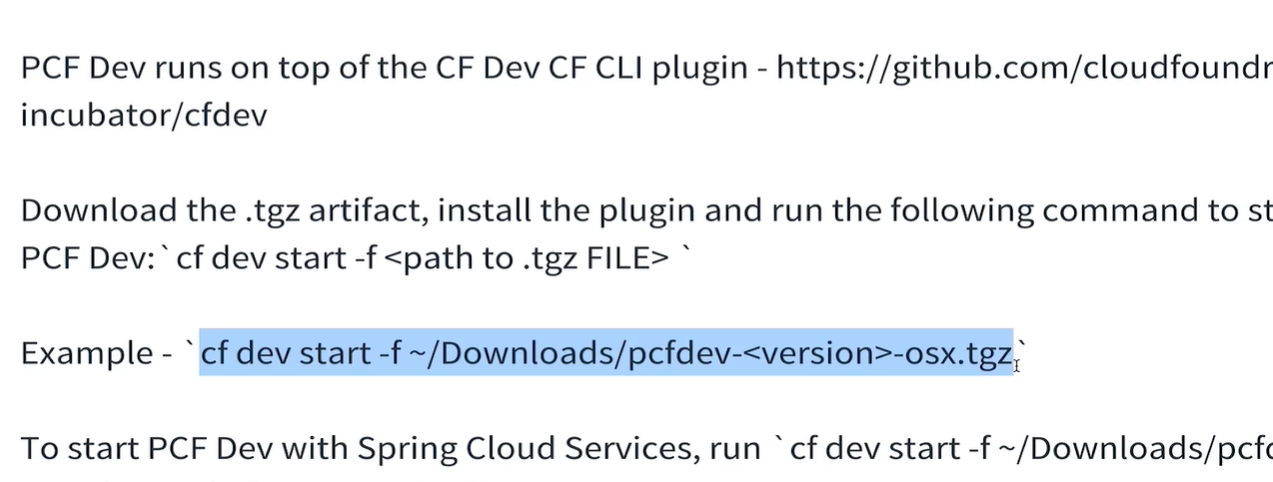 PCF Dev runs on top of the CF Dev CF CLI plugin - https://github.com/cloudfoundr
incubator/cfdev
Download the .tgz artifact, install the plugin and run the following command to st
PCF Dev:`cf dev start -f <path to .tgz FILE> `
Example - `cf dev start -f ~/Downloads/pcfdev-<version>-osx.tgz`
To start PCF Dev with Spring Cloud Services, run `cf dev start -f ~/Downloads/pcfd